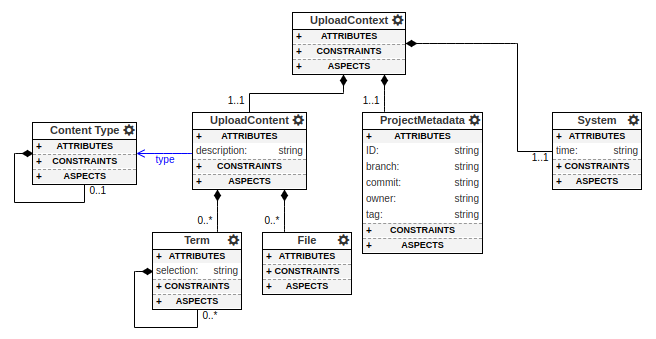 UploadContext
+ ATTRIBUTES
+ CONSTRAINTS
+ ASPECTS
1..1
1..1
1..1
UploadContent
+ ATTRIBUTES
description: string
+ CONSTRAINTS
+ ASPECTS
ProjectMetadata
+ ATTRIBUTES
ID: string
branch: string
commit: string
owner: string
tag: string
+ CONSTRAINTS
+ ASPECTS
System
+ ATTRIBUTES
time: string
+ CONSTRAINTS
+ ASPECTS
Content Type
+ ATTRIBUTES
+ CONSTRAINTS
+ ASPECTS
type
0..1
0..*
0..*
Term
+ ATTRIBUTES
selection: string
+ CONSTRAINTS
+ ASPECTS
0..*
File
+ ATTRIBUTES
+ CONSTRAINTS
+ ASPECTS